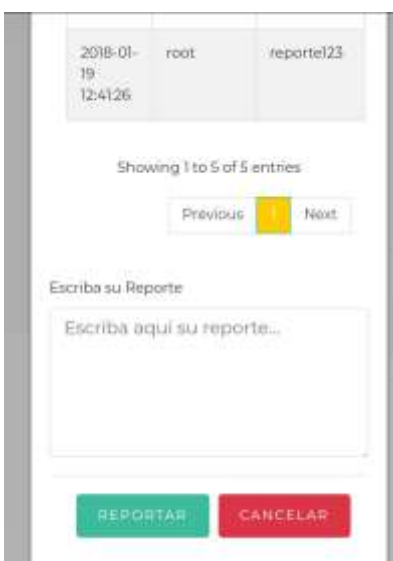 2018-01- root reporte123
19
12:41:26
Showing 1 to 5 of 5 entries
Previous 1 Next
Escriba su Reporte
Escriba aquí su reporte...
REPORTAR CANCELAR